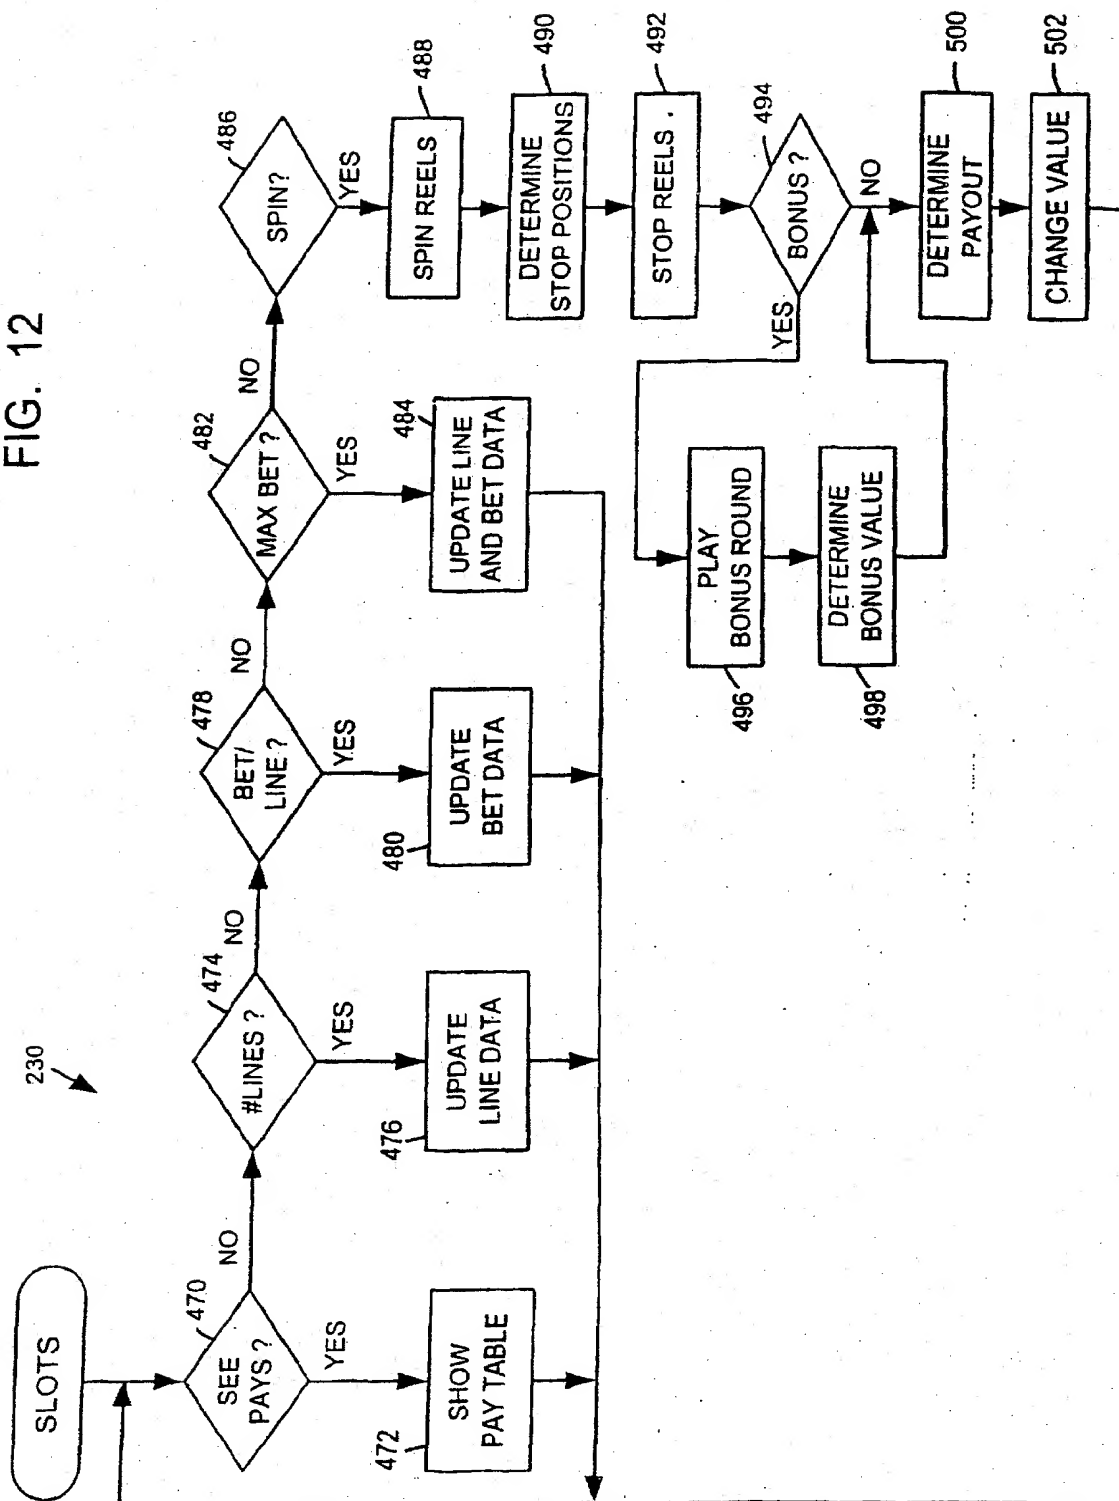 FIG. 12
230
SLOTS
470
SEE
PAYS ?
YES
NO
472
SHOW
PAY TABLE
474
#LINES ?
YES
NO
476
UPDATE
LINE DATA
478
BET/
LINE ?
YES
NO
480
UPDATE
BET DATA
482
MAX BET ?
YES
NO
484
UPDATE LINE
AND BET DATA
486
SPIN?
YES
488
SPIN REELS
490
DETERMINE
STOP POSITIONS
492
STOP REELS .
494
BONUS ?
YES
NO
496
PLAY
BONUS ROUND
498
DETERMINE
BONUS VALUE
500
DETERMINE
PAYOUT
502
CHANGE VALUE